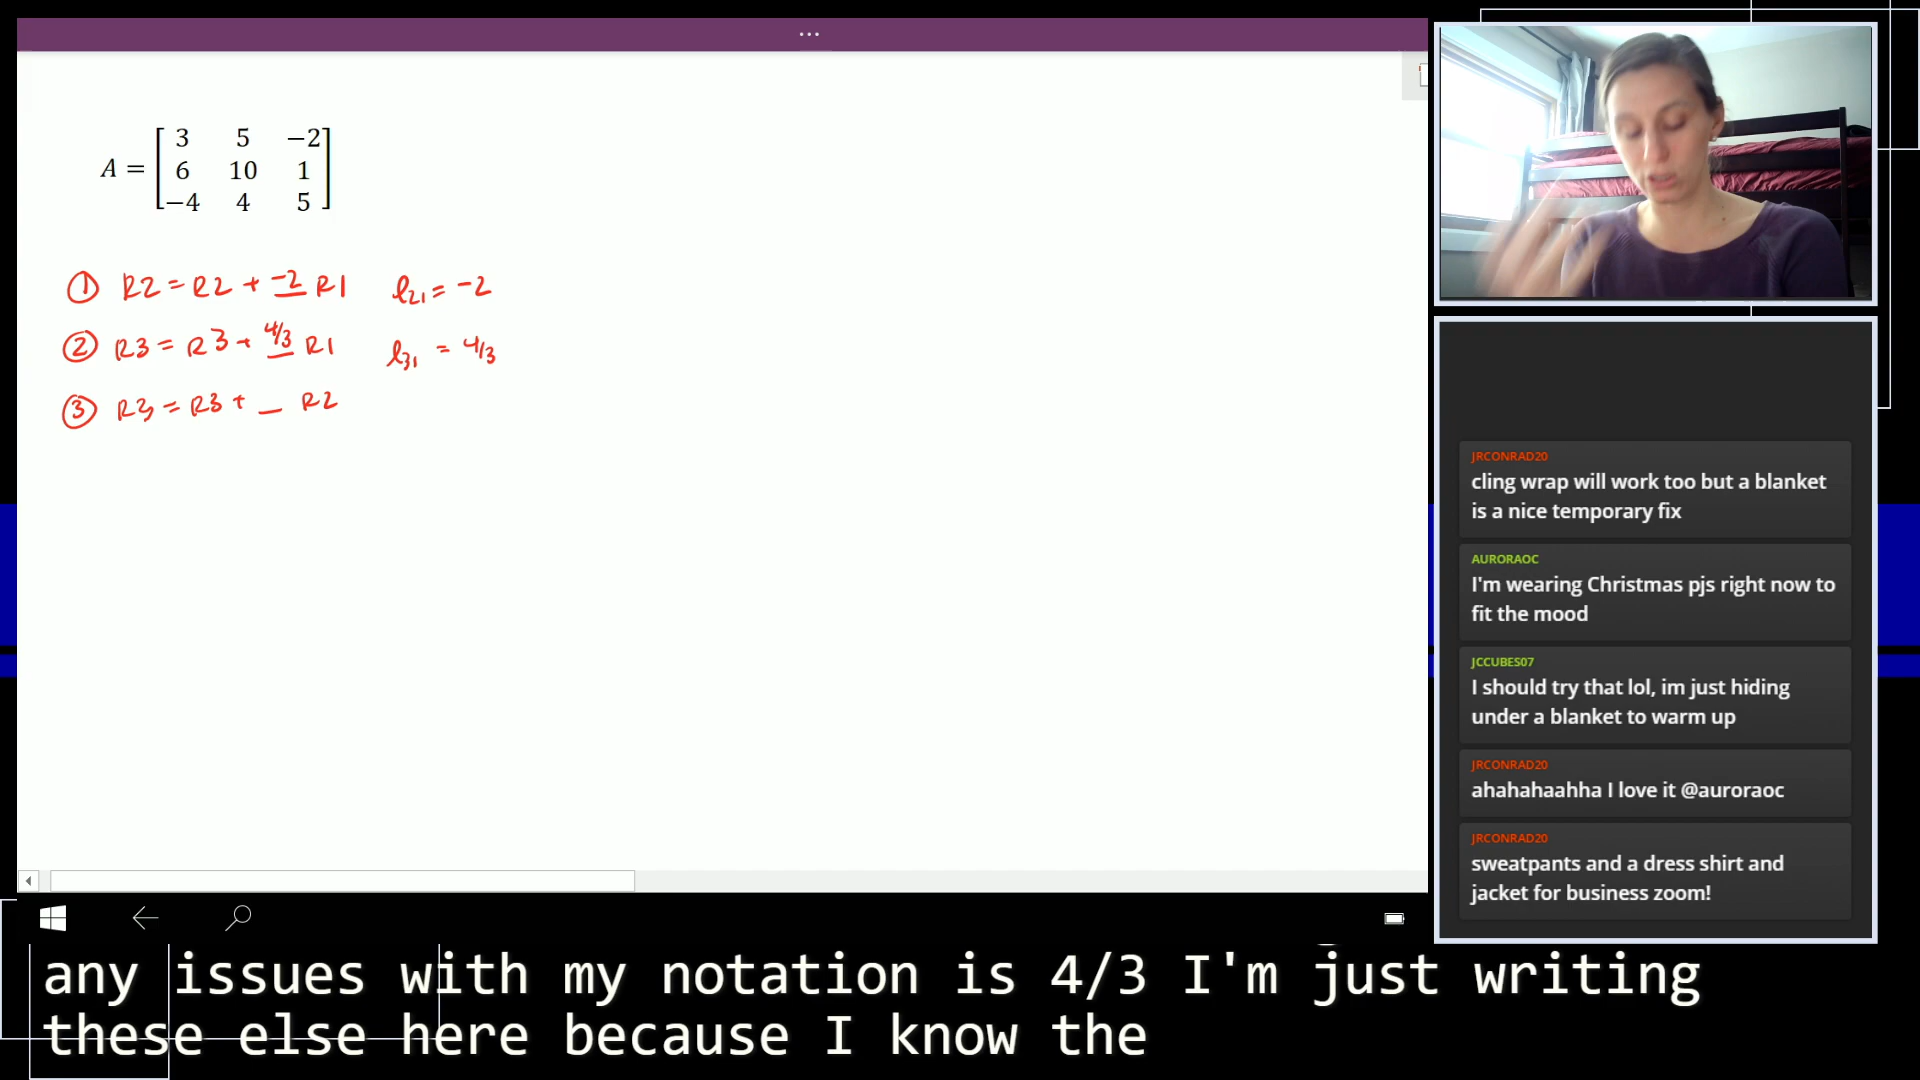 ...
A = [ 3 5 −2
6 10 1
−4 4 5 ]
① R2 = R2 + -2 R1 l21 = -2
② R3 = R3 + 4/3 R1 l31 = 4/3
③ R3 = R3 + _ R2
JRCONRAD20
cling wrap will work too but a blanket
is a nice temporary fix
AURORAOC
I'm wearing Christmas pjs right now to
fit the mood
JCCUBES07
I should try that lol, im just hiding
under a blanket to warm up
JRCONRAD20
ahahahaahha I love it @auroraoc
JRCONRAD20
sweatpants and a dress shirt and
jacket for business zoom!
any issues with my notation is 4/3 I'm just writing
these else here because I know the